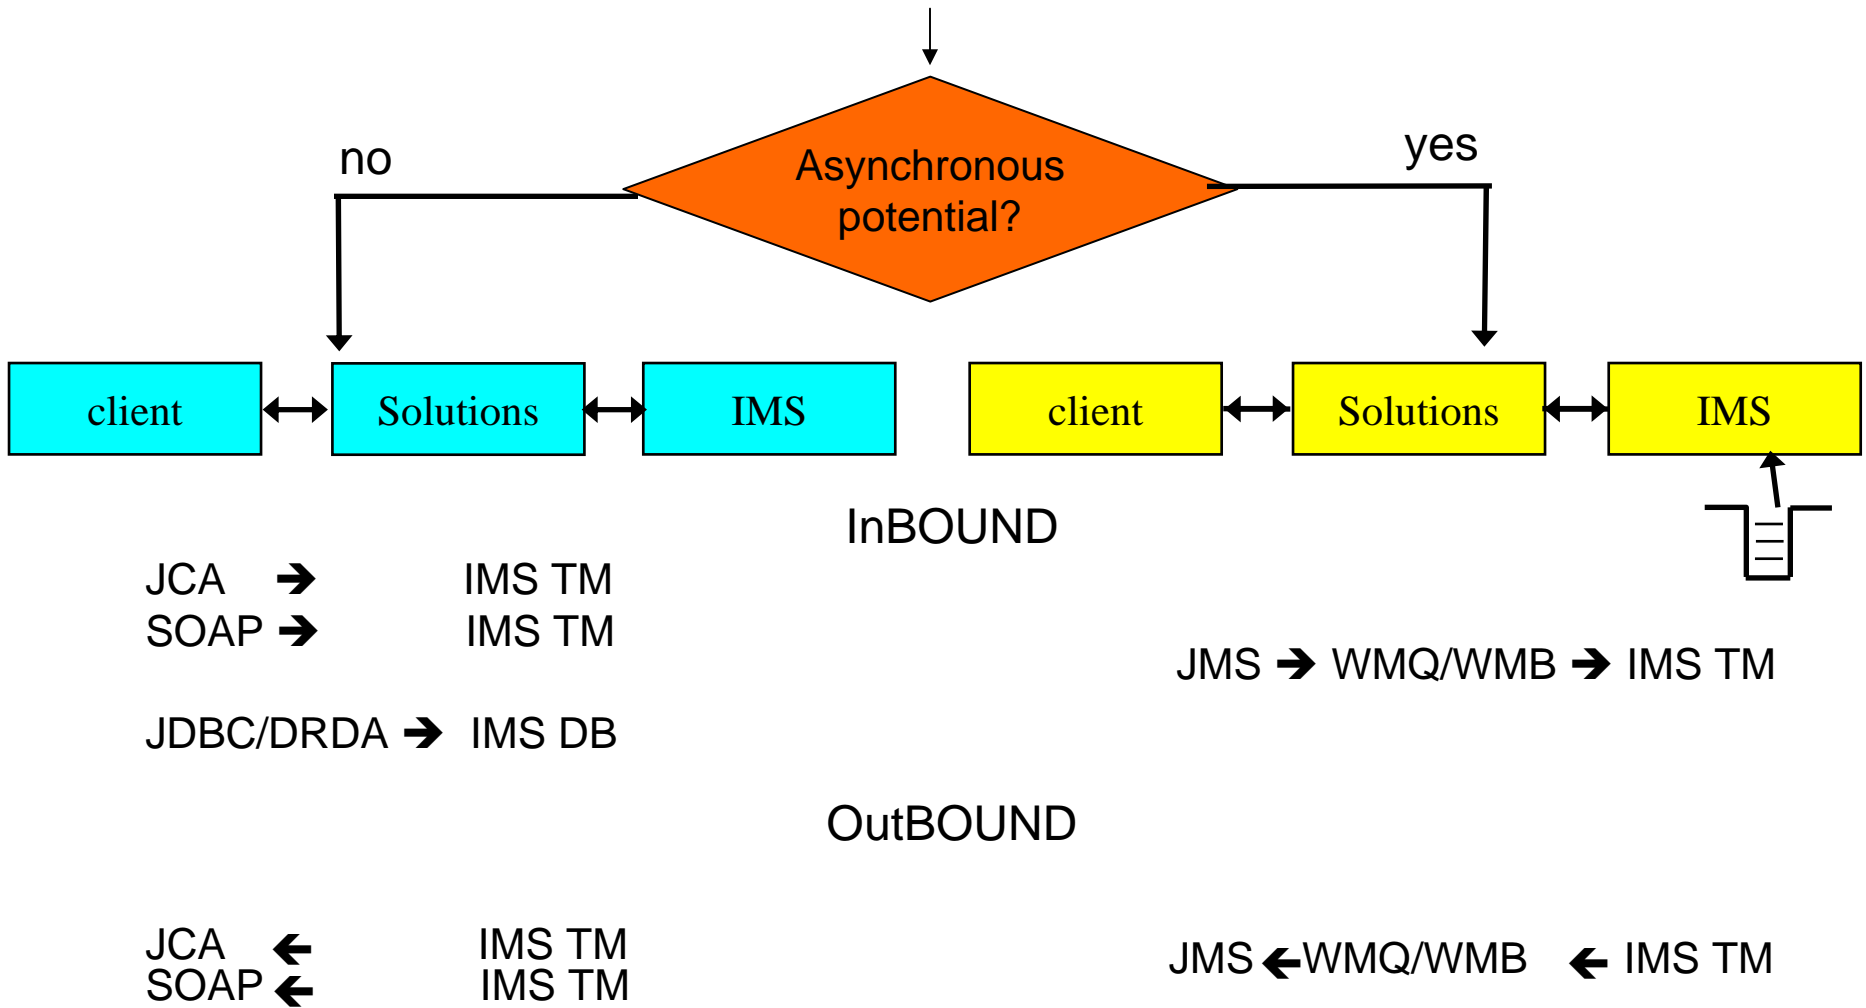 no
yes
Asynchronous
potential?
client
Solutions
IMS
client
Solutions
IMS
InBOUND
JCA ➔ IMS TM
SOAP ➔ IMS TM
JMS ➔ WMQ/WMB ➔ IMS TM
JDBC/DRDA ➔ IMS DB
OutBOUND
JCA 🡸 IMS TM
SOAP 🡸 IMS TM
JMS 🡸 WMQ/WMB 🡸 IMS TM